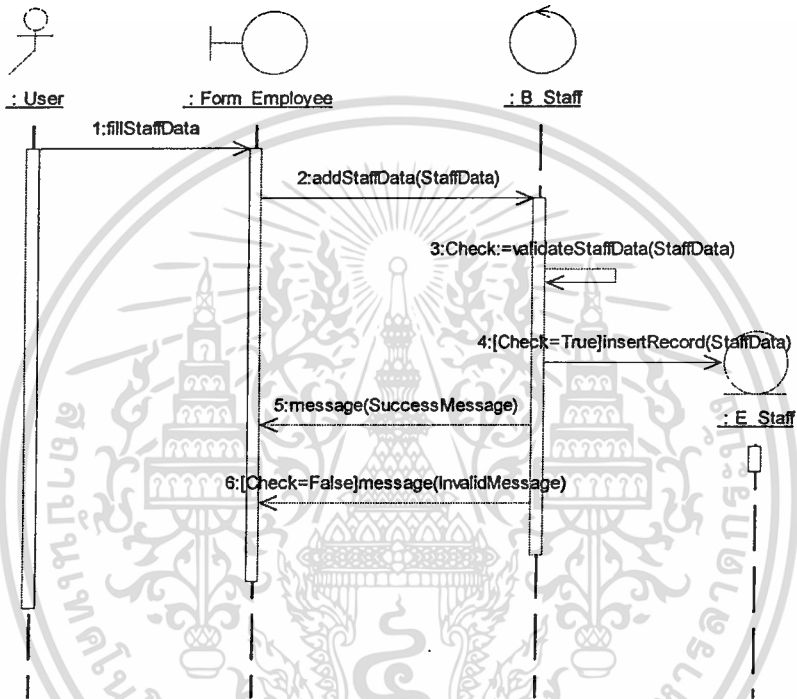 : User
: Form Employee
: B Staff
1:fillStaffData
2:addStaffData(StaffData)
3:Check:=validateStaffData(StaffData)
4:[Check=True]insertRecord(StaffData)
: E Staff
5:message(SuccessMessage)
6:[Check=False]message(InvalidMessage)